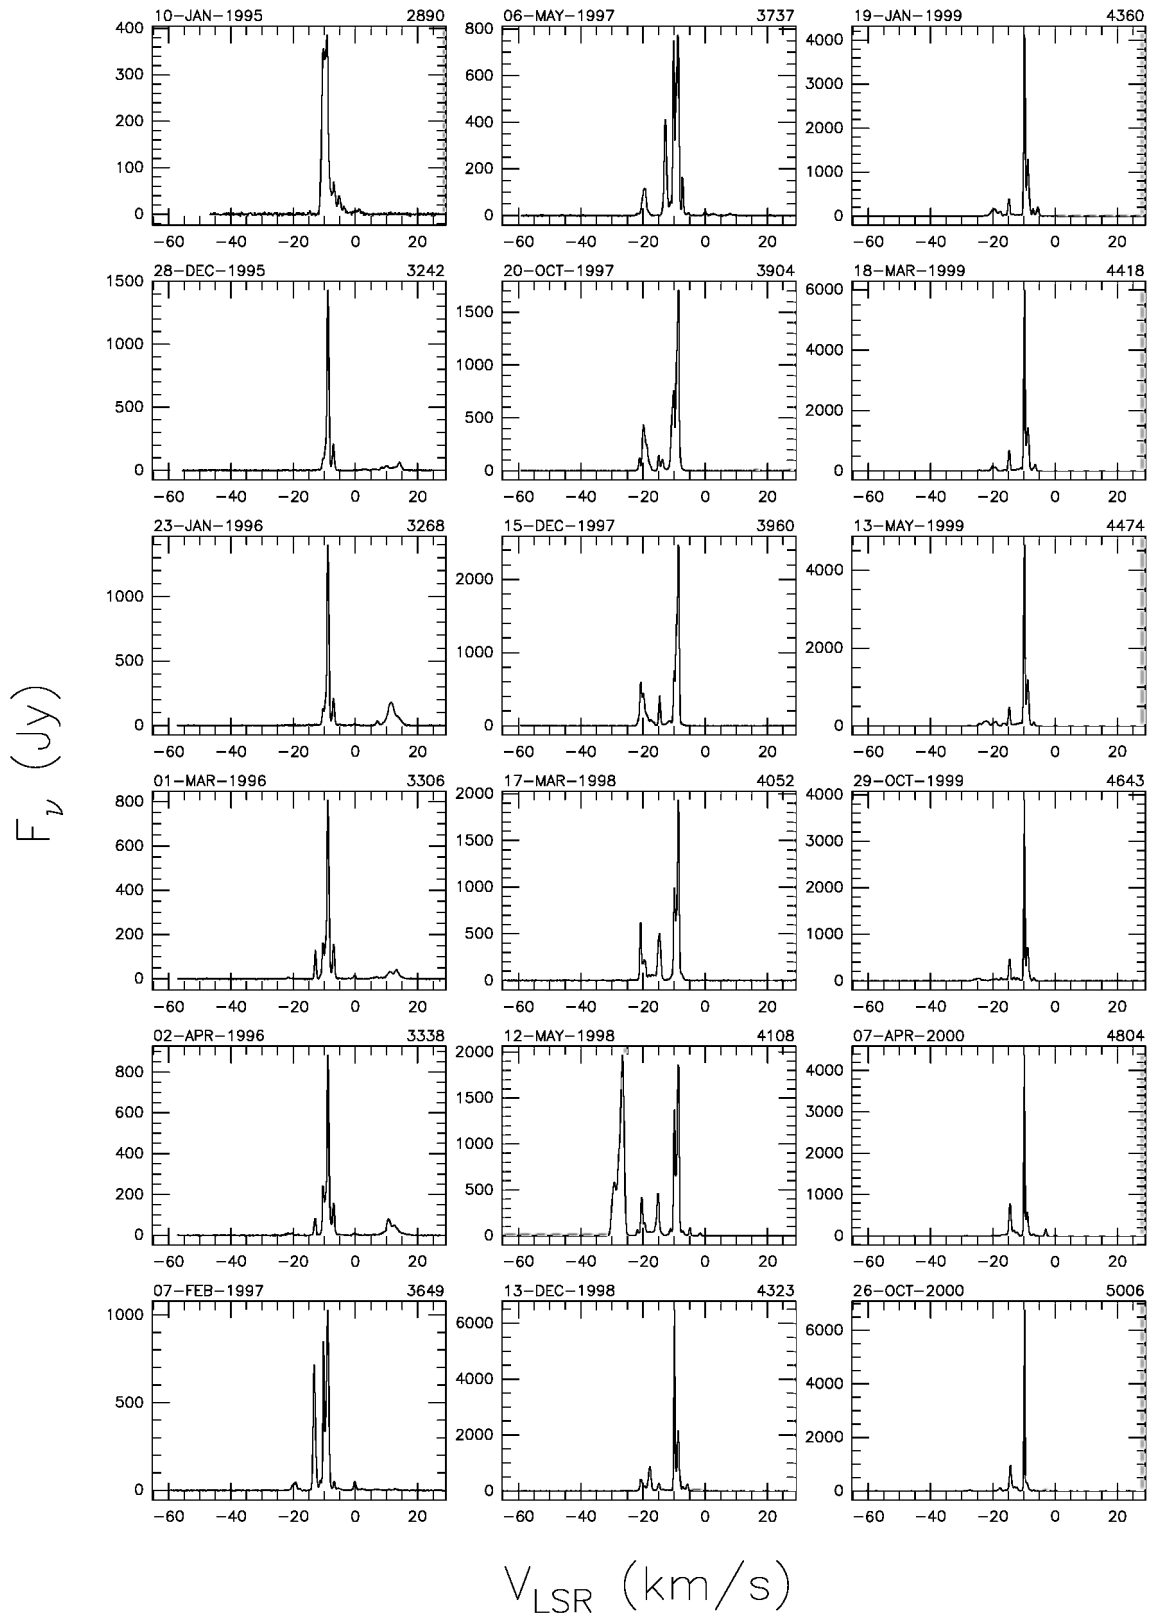 10-JAN-1995 2890
400
300
200
100
0
-60 -40 -20 0 20
06-MAY-1997 3737
800
600
400
200
0
-60 -40 -20 0 20
19-JAN-1999 4360
4000
2000
0
-60 -40 -20 0 20
28-DEC-1995 3242
1500
1000
500
0
-60 -40 -20 0 20
20-OCT-1997 3904
1500
1000
500
0
-60 -40 -20 0 20
18-MAR-1999 4418
6000
4000
2000
0
-60 -40 -20 0 20
23-JAN-1996 3268
1000
500
0
-60 -40 -20 0 20
15-DEC-1997 3960
2000
1000
0
-60 -40 -20 0 20
13-MAY-1999 4474
4000
2000
0
-60 -40 -20 0 20
01-MAR-1996 3306
800
600
400
200
0
-60 -40 -20 0 20
17-MAR-1998 4052
2000
1500
1000
500
0
-60 -40 -20 0 20
29-OCT-1999 4643
4000
3000
2000
1000
0
-60 -40 -20 0 20
02-APR-1996 3338
800
600
400
200
0
-60 -40 -20 0 20
12-MAY-1998 4108
2000
1500
1000
500
0
-60 -40 -20 0 20
07-APR-2000 4804
4000
3000
2000
1000
0
-60 -40 -20 0 20
07-FEB-1997 3649
1000
500
0
-60 -40 -20 0 20
13-DEC-1998 4323
6000
4000
2000
0
-60 -40 -20 0 20
26-OCT-2000 5006
6000
4000
2000
0
-60 -40 -20 0 20
F_ν (Jy)
V_LSR (km/s)